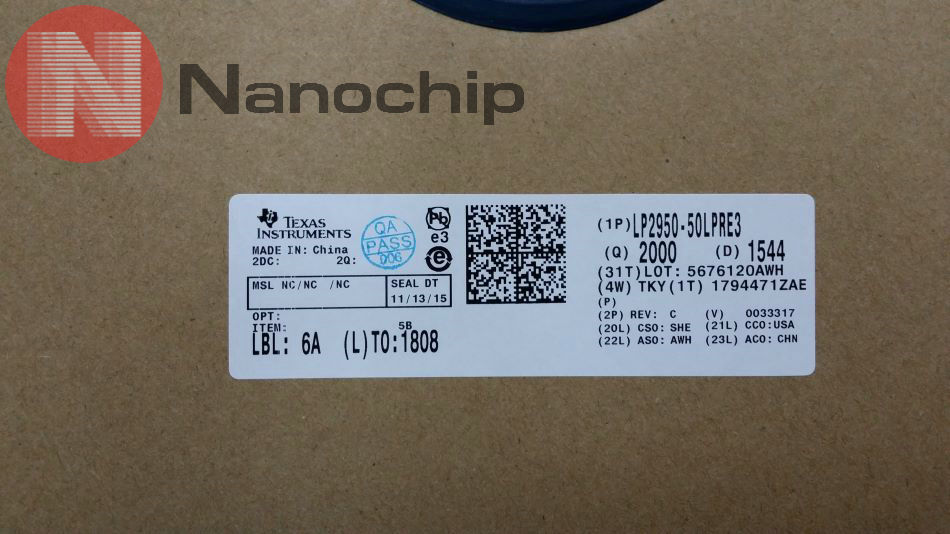 N Nanochip
TEXAS
INSTRUMENTS
MADE IN: China
2DC: 2Q:
QA
PASS
DOG
Pb
e3
e
MSL NC/NC /NC
SEAL DT
11/13/15
OPT:
ITEM:
5B
LBL: 6A (L)TO:1808
(1P)LP2950-50LPRE3
(Q) 2000 (D) 1544
(31T)LOT: 5676120AWH
(4W) TKY(1T) 1794471ZAE
(P)
(2P) REV: C (V) 0033317
(20L) CSO: SHE (21L) CCO:USA
(22L) ASO: AWH (23L) ACO: CHN